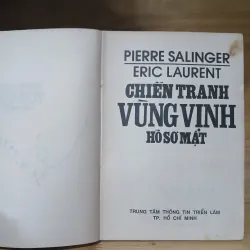 PIERRE SALINGER
ERIC LAURENT
CHIẾN TRANH
VÙNG VỊNH
HỒ SƠ MẬT
TRUNG TÂM THÔNG TIN TRIỂN LÃM
TP. HỒ CHÍ MINH